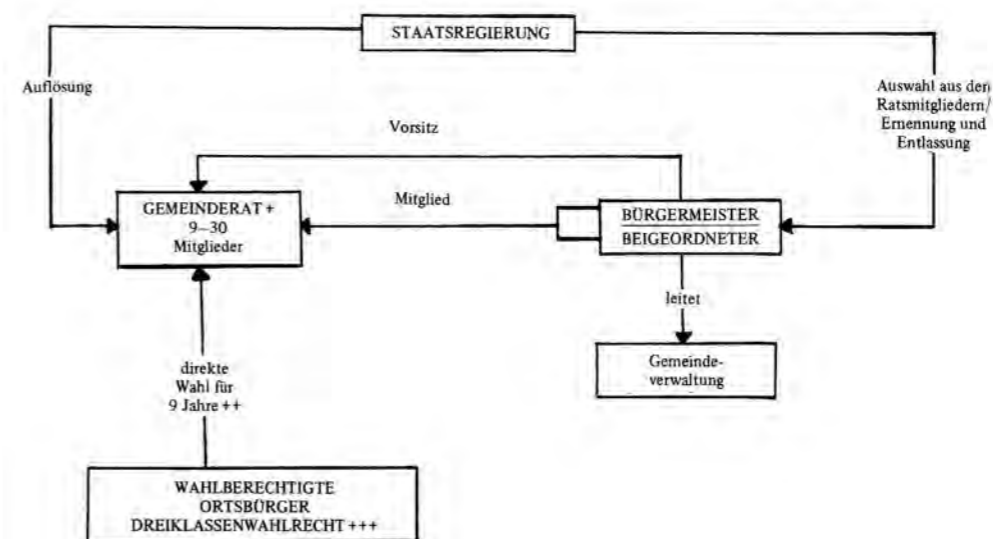 STAATSREGIERUNG
Auflösung
Auswahl aus den
Ratsmitgliedern/
Ernennung und
Entlassung
Vorsitz
GEMEINDERAT +
9–30
Mitglieder
Mitglied
BÜRGERMEISTER
BEIGEORDNETER
leitet
Gemeinde-
verwaltung
direkte
Wahl für
9 Jahre ++
WAHLBERECHTIGTE
ORTSBÜRGER
DREIKLASSENWAHLRECHT +++